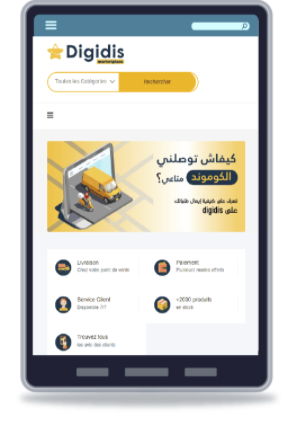 Digidis
marketplace
Toutes les Catégories
Rechercher
كيفاش توصلني
الكوموند متاعي؟
تعرف على كيفية إيصال طلباتك
على digidis
Livraison
Chez votre point de vente
Paiement
Plusieurs modes offerts
Service Client
Disponible 7/7
+2000 produits
en stock
Trouvez tous
les avis des clients